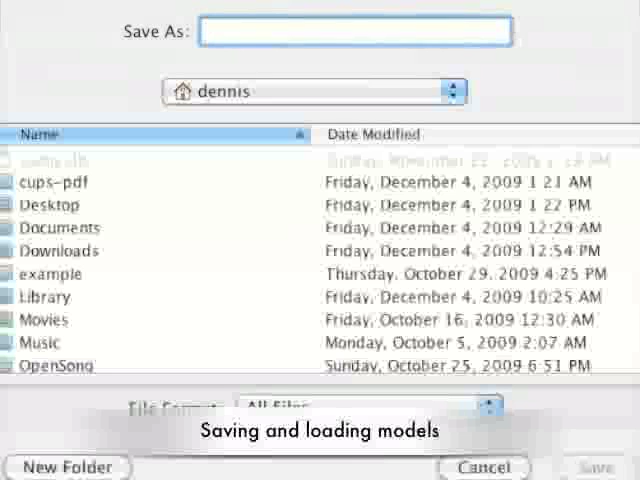 Save As:
dennis
Name Date Modified
cups-pdf Friday, December 4, 2009 1 21 AM
Desktop Friday, December 4, 2009 1 22 PM
Documents Friday, December 4, 2009 12:29 AM
Downloads Friday, December 4, 2009 12:54 PM
example Thursday, October 29, 2009 4:25 PM
Library Friday, December 4, 2009 10:25 AM
Movies Friday, October 16, 2009 12:30 AM
Music Monday, October 5, 2009 2:07 AM
OpenSong Sunday, October 25, 2009 6 51 PM
File Format: All Files
Saving and loading models
New Folder Cancel Save